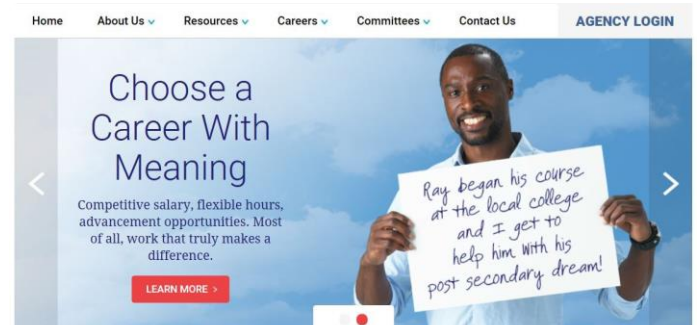 Home About Us Resources Careers Committees Contact Us AGENCY LOGIN
Choose a
Career With
Meaning
Competitive salary, flexible hours,
advancement opportunities. Most
of all, work that truly makes a
difference.
LEARN MORE >
Ray began his course
at the local college
and I get to
help him with his
post secondary dream!